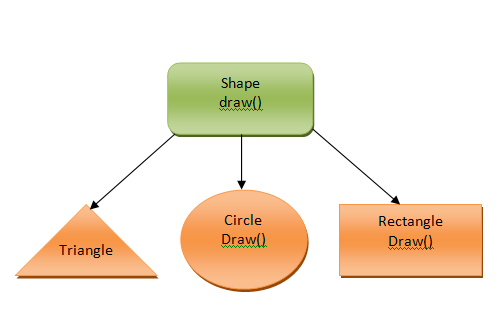 Shape
draw()
Triangle
Circle
Draw()
Rectangle
Draw()